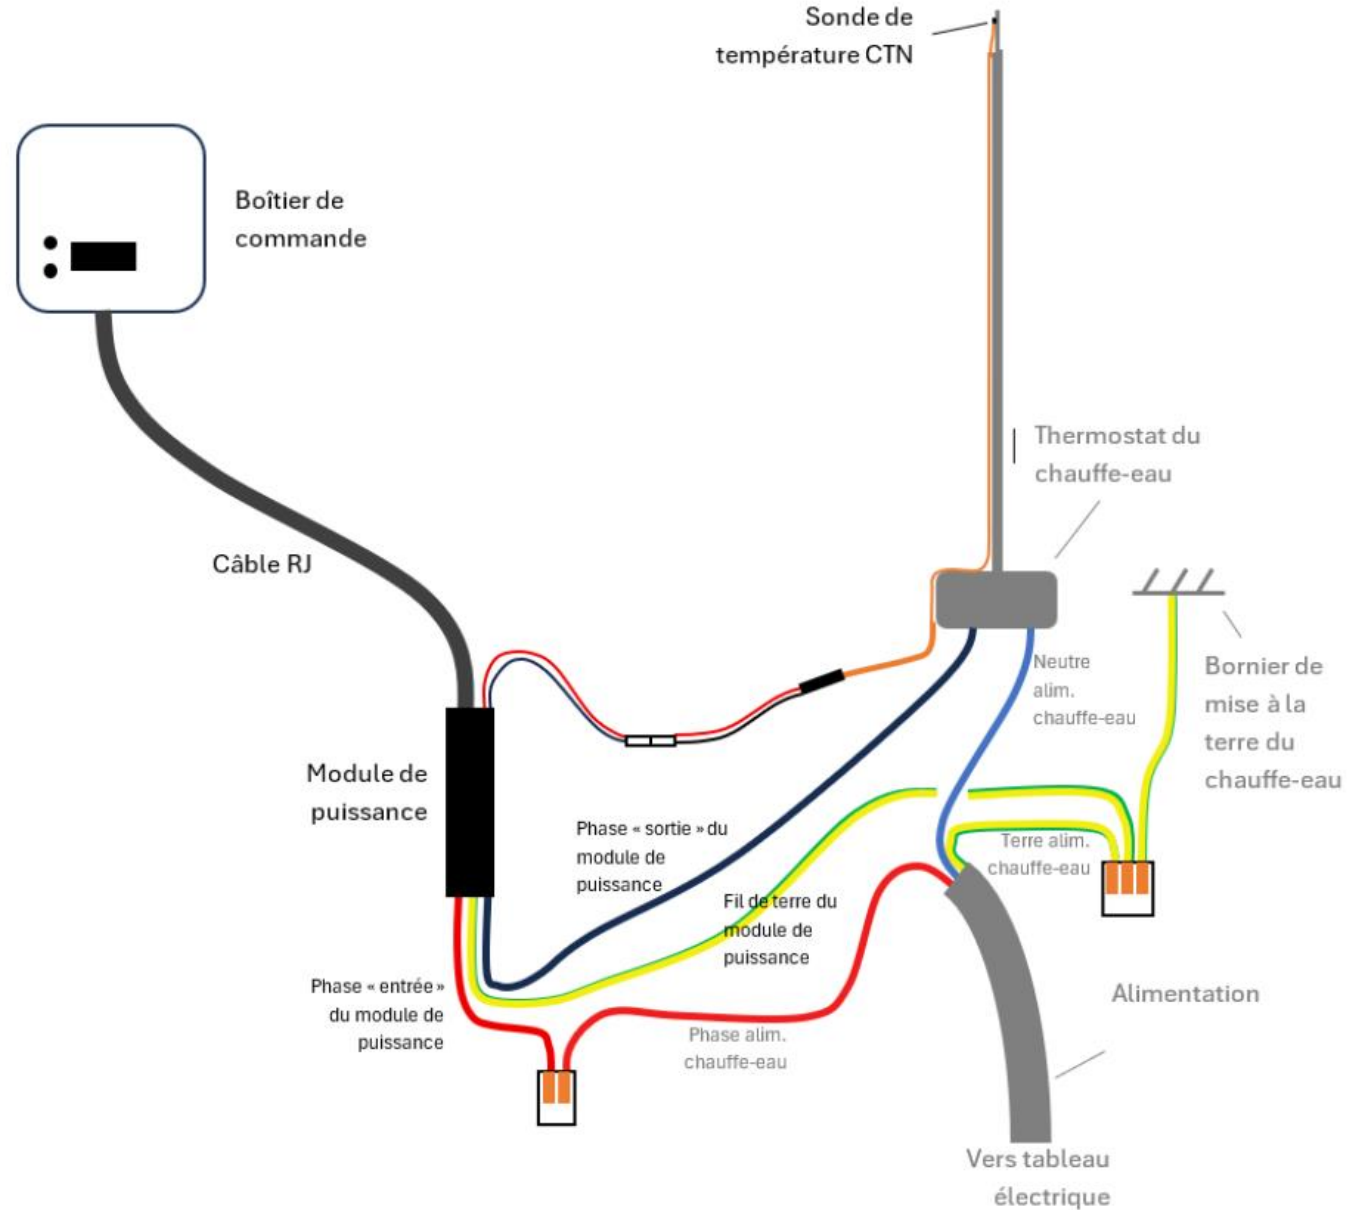 Sonde de
température CTN
Boîtier de
commande
Thermostat du
chauffe-eau
Câble RJ
Neutre
alim.
chauffe-eau
Bornier de
mise à la
terre du
chauffe-eau
Module de
puissance
Phase « sortie » du
module de
puissance
Terre alim.
chauffe-eau
Fil de terre du
module de
puissance
Phase « entrée »
du module de
puissance
Alimentation
Phase alim.
chauffe-eau
Vers tableau
électrique